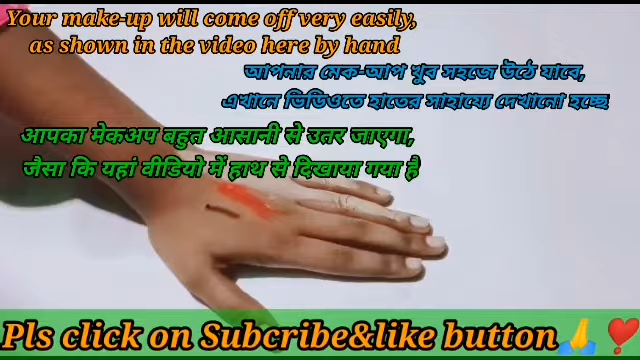 Your make-up will come off very easily,
as shown in the video here by hand
আপনার মেক-আপ খুব সহজে উঠে যাবে,
এখানে ভিডিওতে হাতের সাহায্যে দেখানো হচ্ছে
आपका मेकअप बहुत आसानी से उतर जाएगा,
जैसा कि यहां वीडियो में हाथ से दिखाया गया है
Pls click on Subcribe&like button🙏❣️